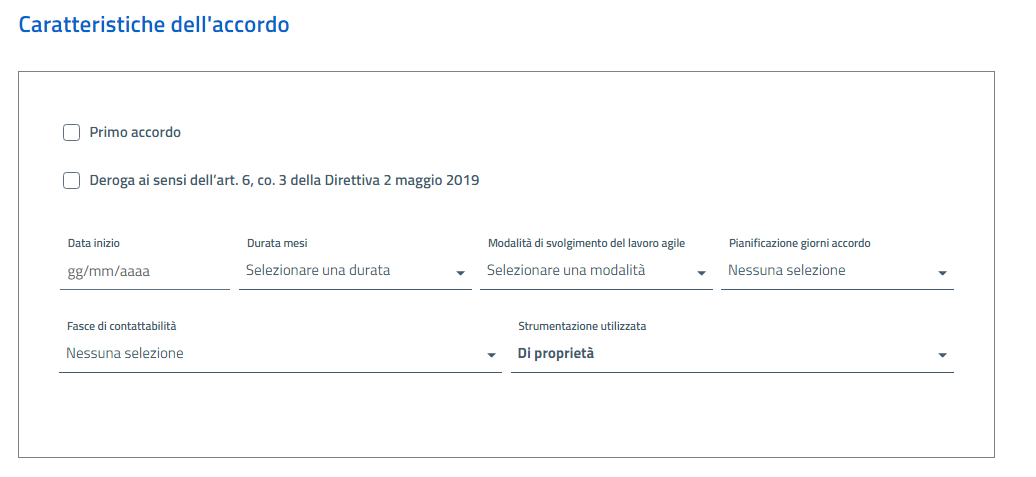 Caratteristiche dell'accordo
Primo accordo
Deroga ai sensi dell’art. 6, co. 3 della Direttiva 2 maggio 2019
Data inizio
gg/mm/aaaa
Durata mesi
Selezionare una durata
Modalità di svolgimento del lavoro agile
Selezionare una modalità
Pianificazione giorni accordo
Nessuna selezione
Fasce di contattabilità
Nessuna selezione
Strumentazione utilizzata
Di proprietà